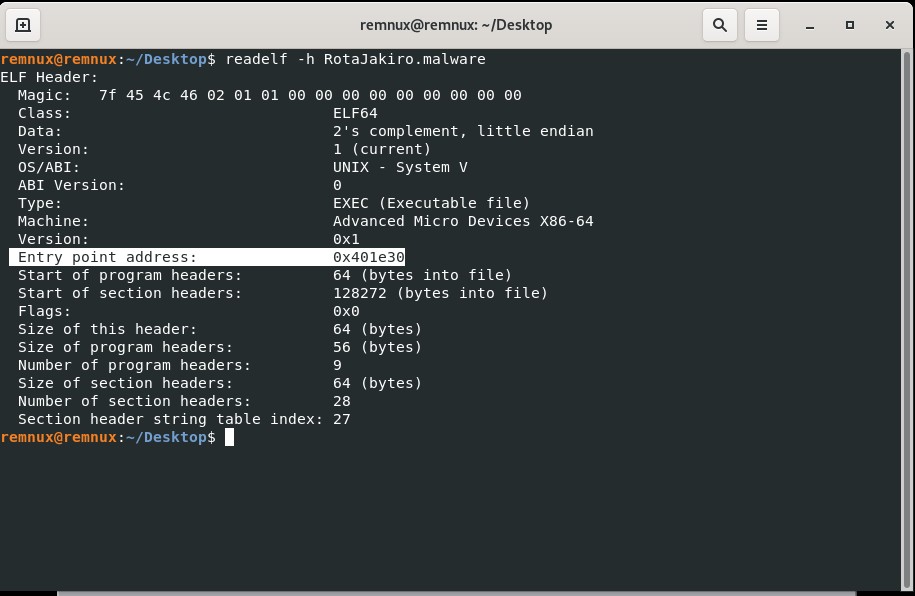 remnux@remnux: ~/Desktop
remnux@remnux:~/Desktop$ readelf -h RotaJakiro.malware
ELF Header:
  Magic:   7f 45 4c 46 02 01 01 00 00 00 00 00 00 00 00 00
  Class:                             ELF64
  Data:                              2's complement, little endian
  Version:                           1 (current)
  OS/ABI:                            UNIX - System V
  ABI Version:                       0
  Type:                              EXEC (Executable file)
  Machine:                           Advanced Micro Devices X86-64
  Version:                           0x1
  Entry point address:               0x401e30
  Start of program headers:          64 (bytes into file)
  Start of section headers:          128272 (bytes into file)
  Flags:                             0x0
  Size of this header:               64 (bytes)
  Size of program headers:           56 (bytes)
  Number of program headers:         9
  Size of section headers:           64 (bytes)
  Number of section headers:         28
  Section header string table index: 27
remnux@remnux:~/Desktop$